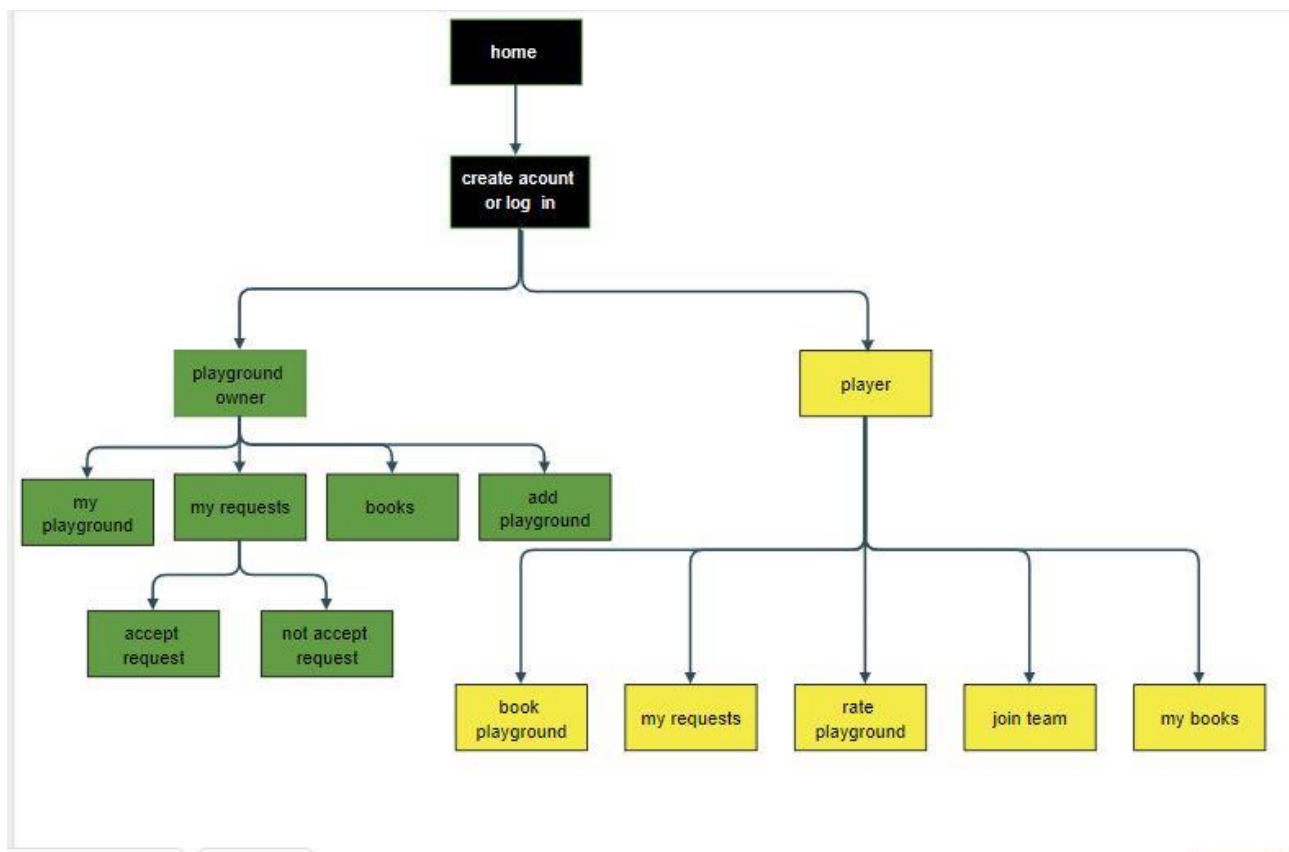 home
create acount
or log in
playground
owner
player
my
playground
my requests
books
add
playground
accept
request
not accept
request
book
playground
my requests
rate
playground
join team
my books